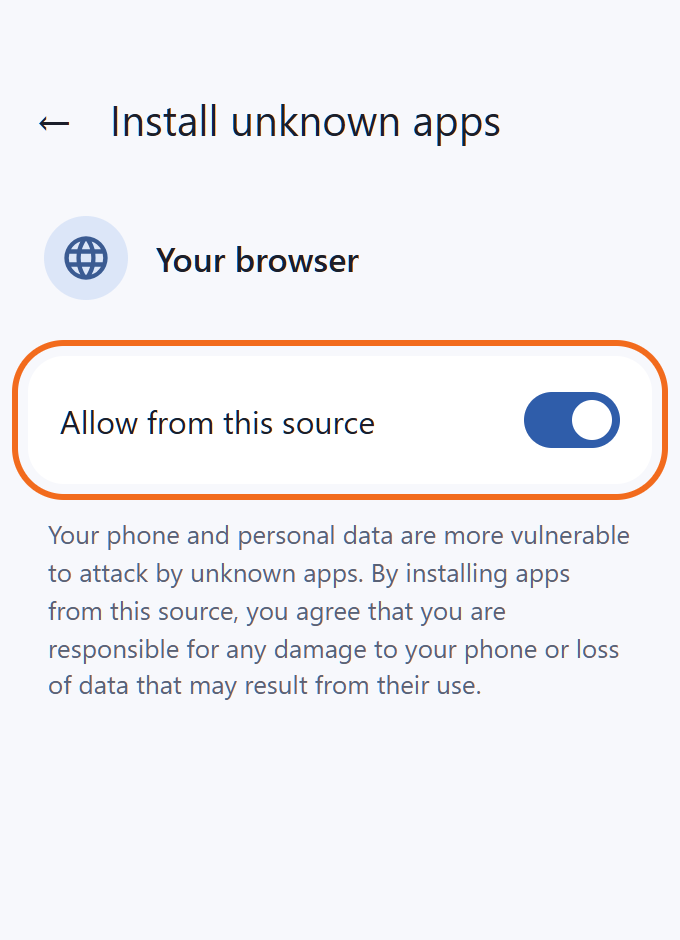 ← Install unknown apps
Your browser
Allow from this source
Your phone and personal data are more vulnerable
to attack by unknown apps. By installing apps
from this source, you agree that you are
responsible for any damage to your phone or loss
of data that may result from their use.